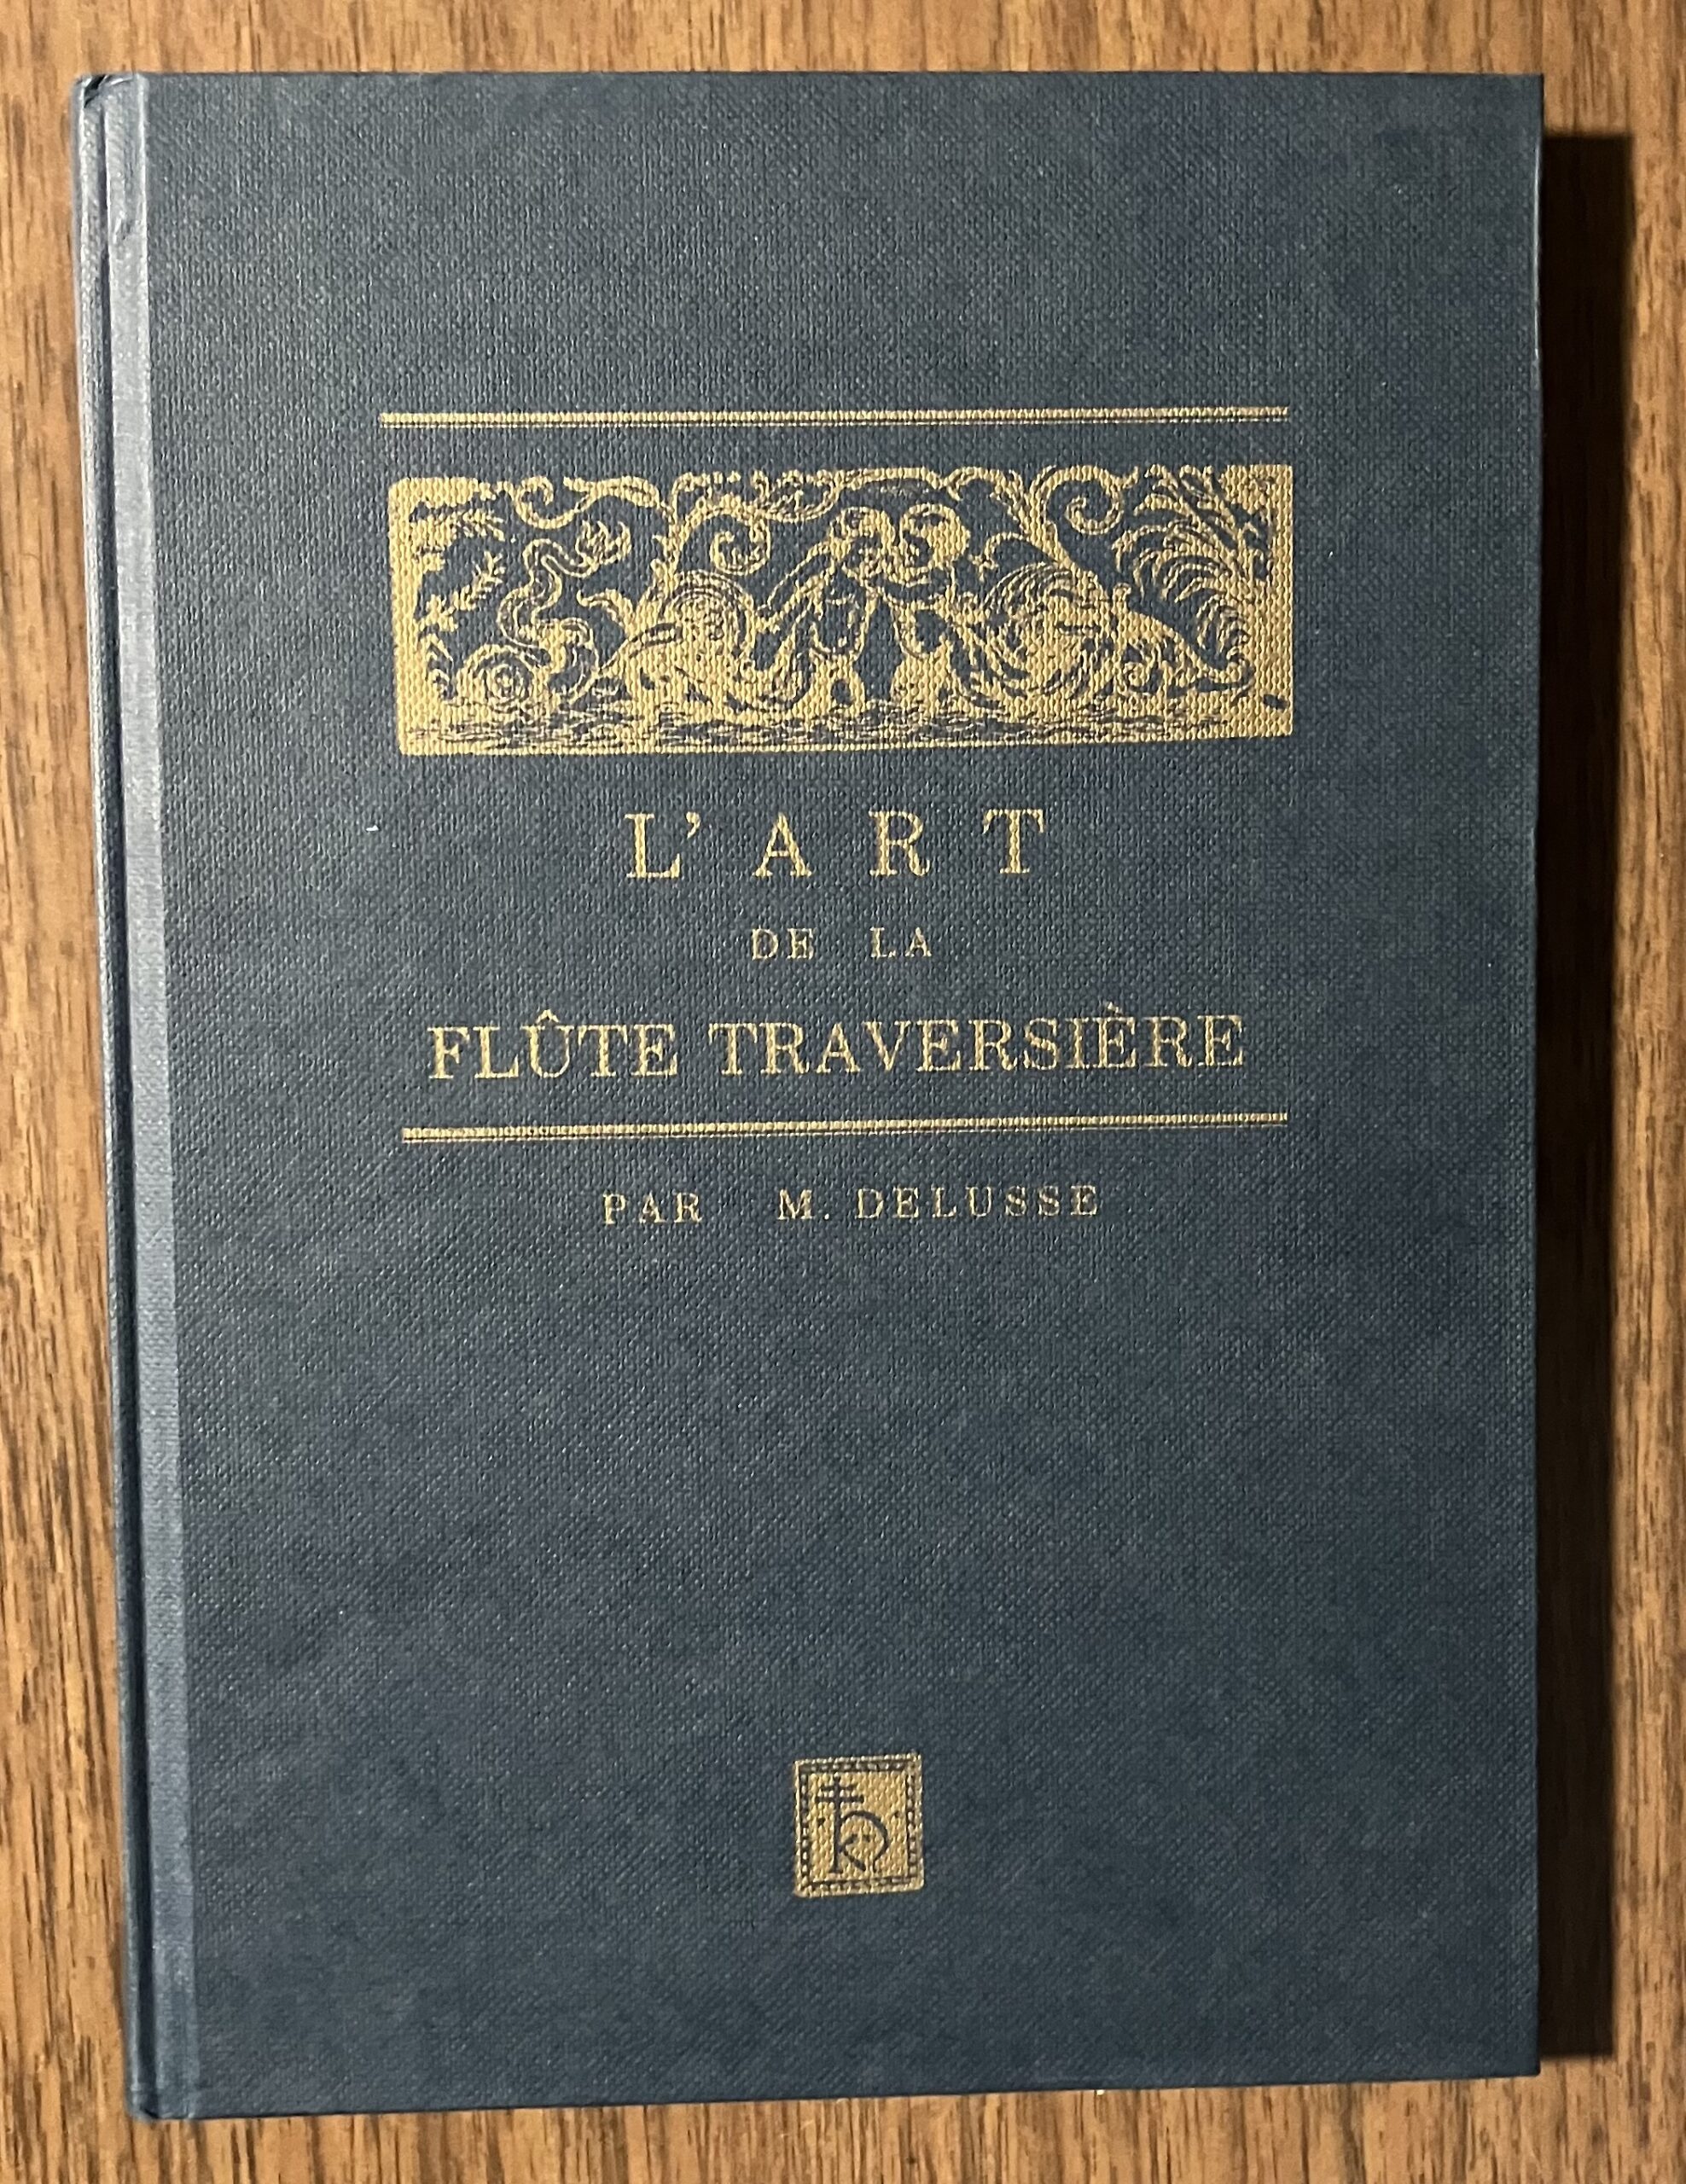 L'ART
DE LA
FLÛTE TRAVERSIÈRE
PAR M. DELUSSE